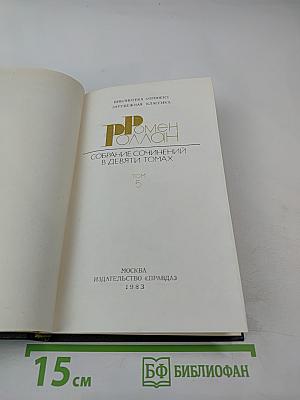 БИБЛИОТЕКА «ОГОНЕК»
ЗАРУБЕЖНАЯ КЛАССИКА
РОМЕН
РОЛЛАН
СОБРАНИЕ СОЧИНЕНИЙ
В ДЕВЯТИ ТОМАХ
ТОМ
5
МОСКВА
ИЗДАТЕЛЬСТВО «ПРАВДА»
1983
15 СМ
БФ БИБЛИОФАН